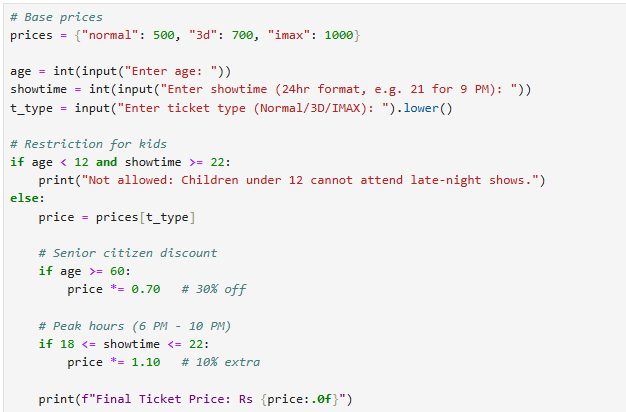 # Base prices
prices = {"normal": 500, "3d": 700, "imax": 1000}

age = int(input("Enter age: "))
showtime = int(input("Enter showtime (24hr format, e.g. 21 for 9 PM): "))
t_type = input("Enter ticket type (Normal/3D/IMAX): ").lower()

# Restriction for kids
if age < 12 and showtime >= 22:
    print("Not allowed: Children under 12 cannot attend late-night shows.")
else:
    price = prices[t_type]

    # Senior citizen discount
    if age >= 60:
        price *= 0.70   # 30% off

    # Peak hours (6 PM - 10 PM)
    if 18 <= showtime <= 22:
        price *= 1.10   # 10% extra

    print(f"Final Ticket Price: Rs {price:.0f}")